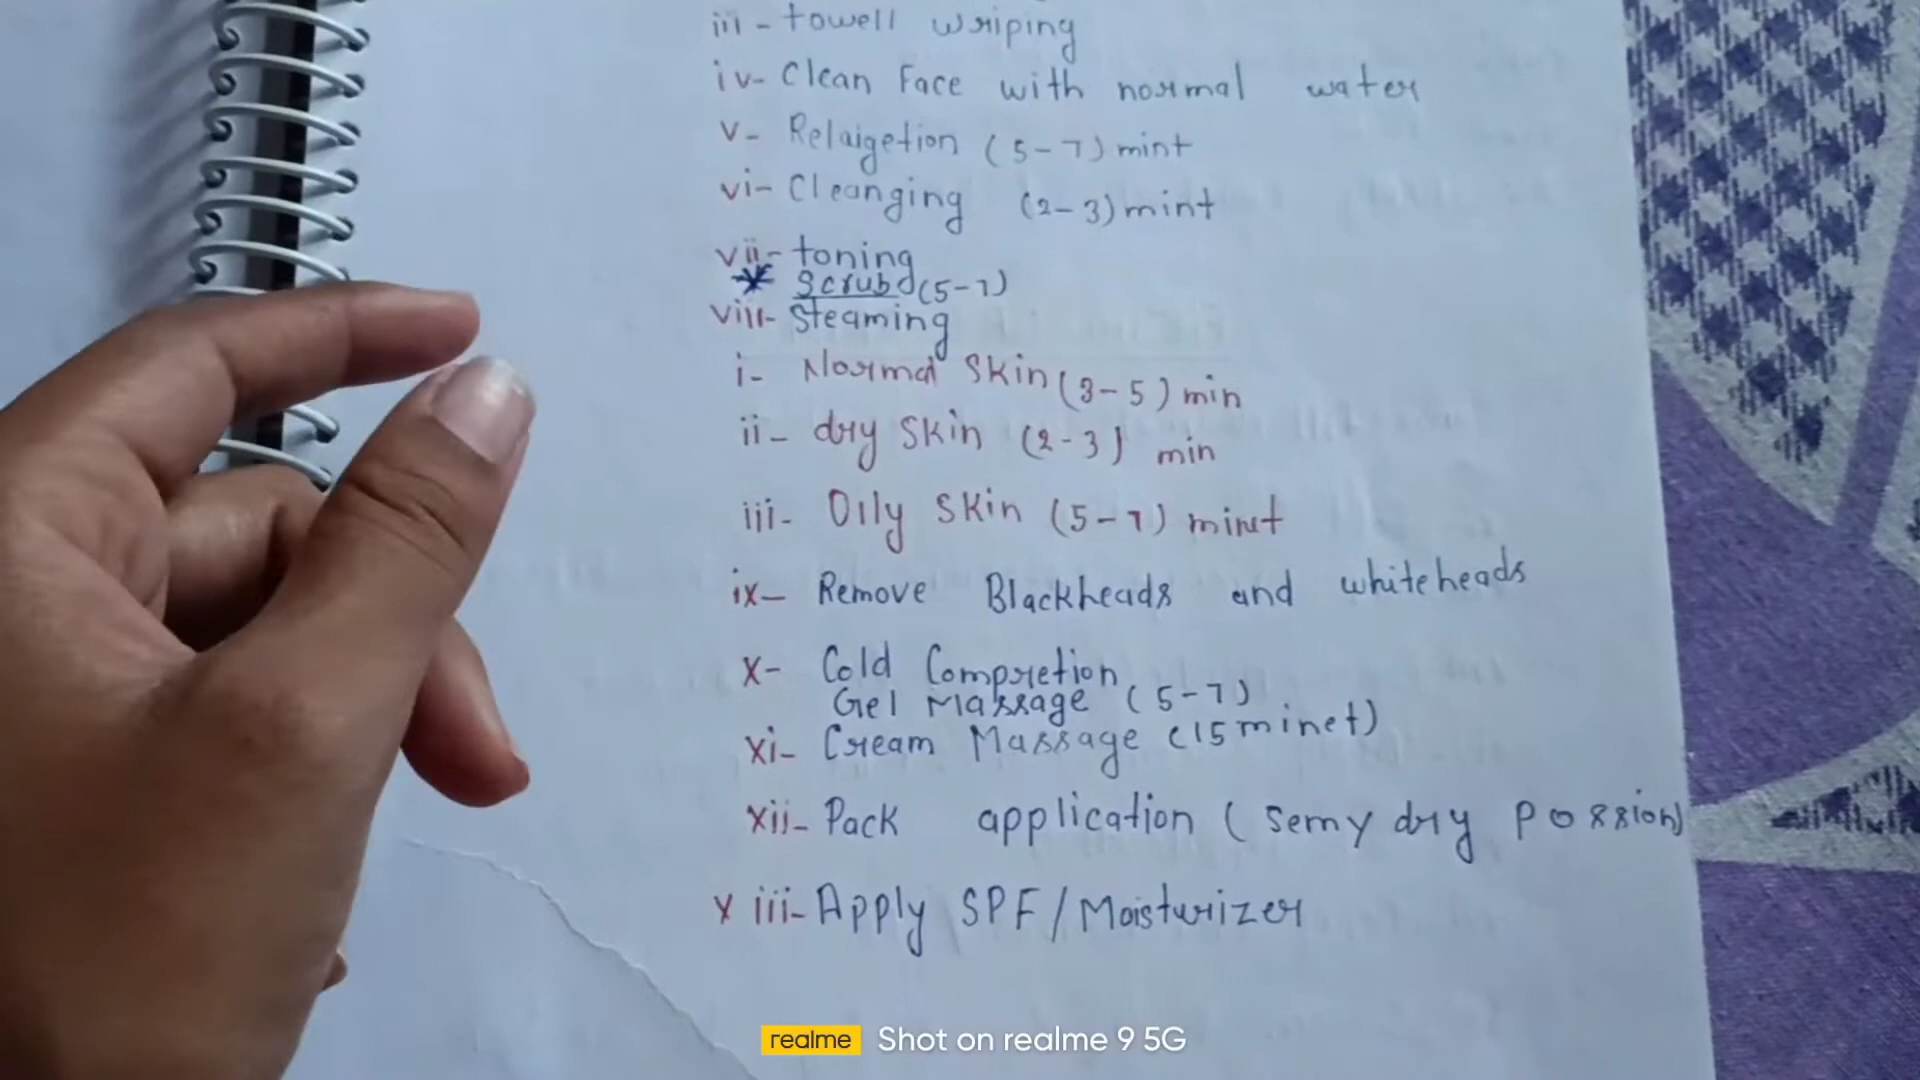 iii - towell wriping
iv- Clean Face with normal water
v- Relaigetion (5-7) mint
vi- Cleanging (2-3) mint
vii- toning
* Scrub (5-7)
viii- Steaming
i- Normal Skin (3-5) min
ii- dry Skin (2-3) min
iii- Oily Skin (5-7) minet
ix- Remove Blackheads and whiteheads
x- Cold Compretion
Gel Massage (5-7)
xi- Cream Massage (15 minet)
xii- Pack application (Semy dry Possion)
xiii- Apply SPF/Moisturizer
realme Shot on realme 9 5G